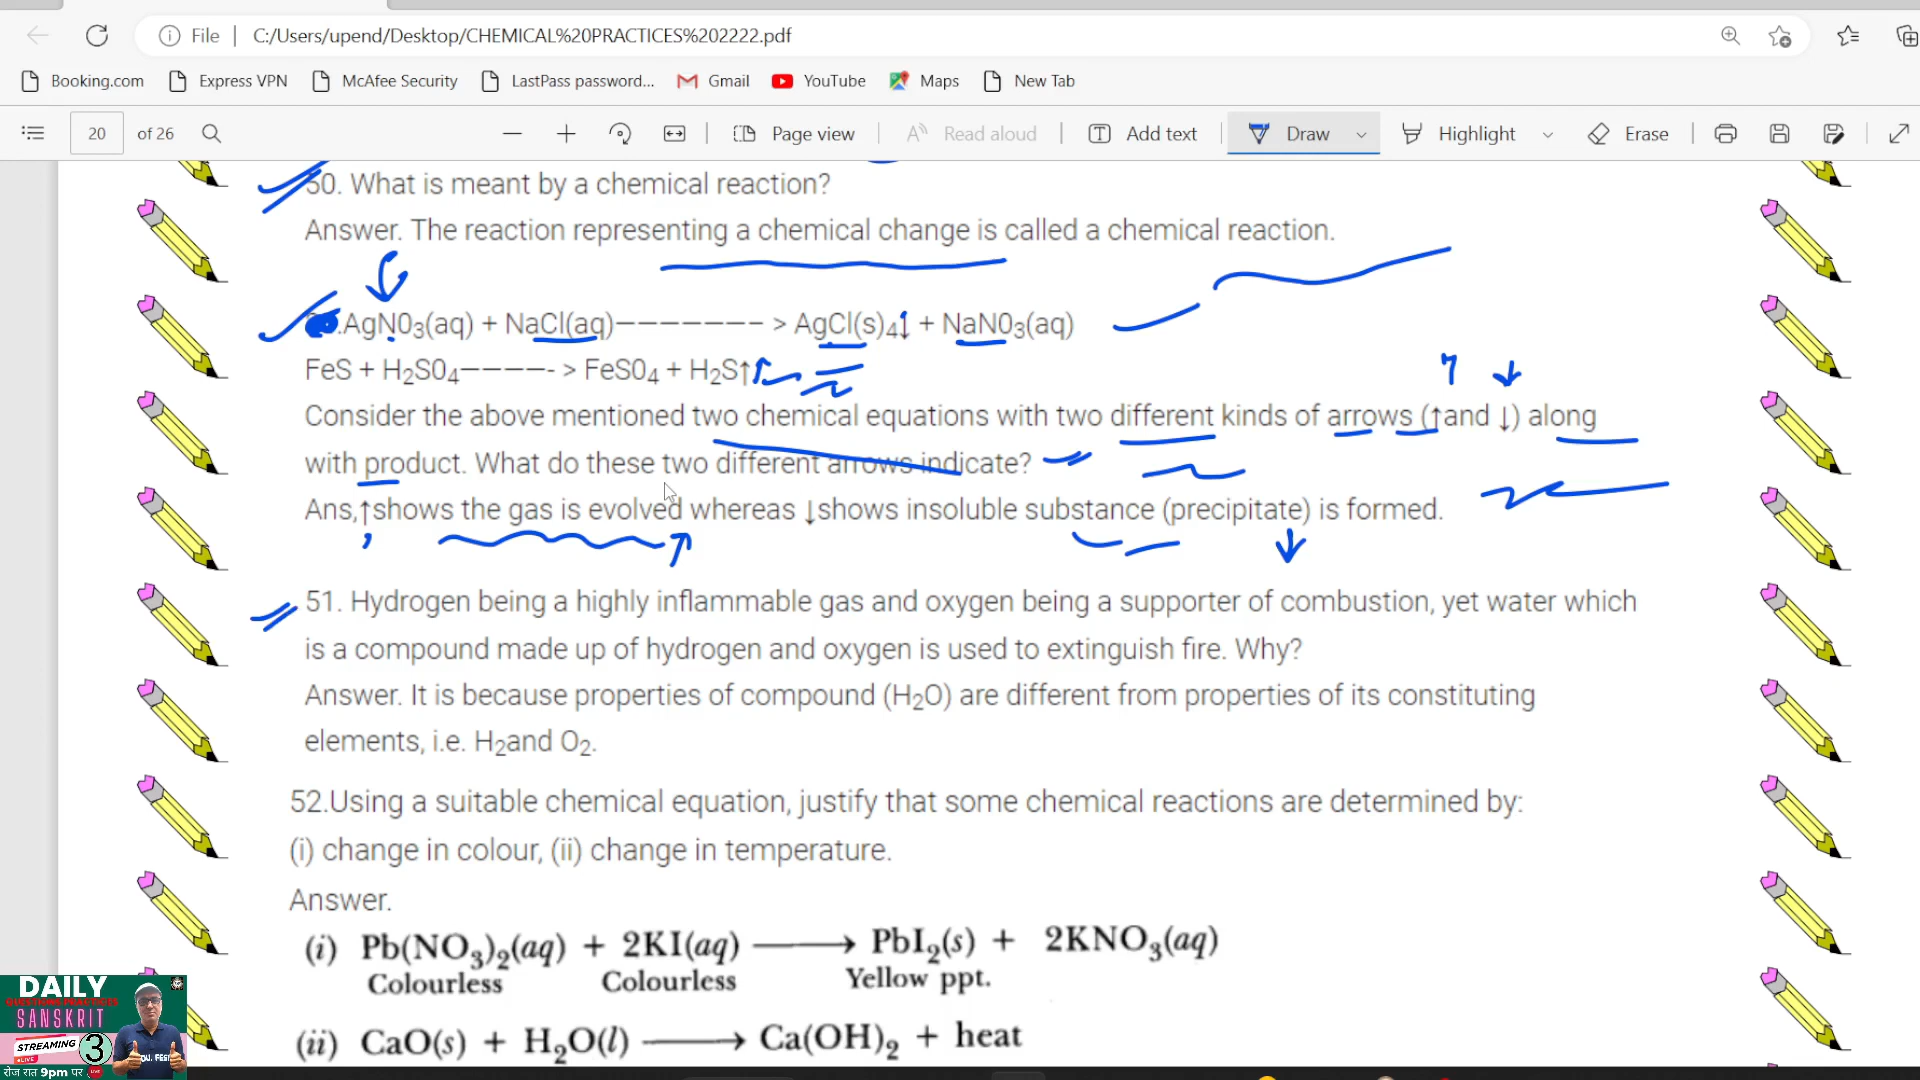 File | C:/Users/upend/Desktop/CHEMICAL%20PRACTICES%202222.pdf
Booking.com Express VPN McAfee Security LastPass password... Gmail YouTube Maps New Tab
20 of 26 Page view Read aloud Add text Draw Highlight Erase
50. What is meant by a chemical reaction?
Answer. The reaction representing a chemical change is called a chemical reaction.
.AgN0₃(aq) + NaCl(aq)——————— > AgCl(s)4↓ + NaN0₃(aq)
FeS + H₂S0₄————- > FeS0₄ + H₂S↑
Consider the above mentioned two chemical equations with two different kinds of arrows (↑and ↓) along
with product. What do these two different arrows indicate?
Ans,↑shows the gas is evolved whereas ↓shows insoluble substance (precipitate) is formed.
51. Hydrogen being a highly inflammable gas and oxygen being a supporter of combustion, yet water which
is a compound made up of hydrogen and oxygen is used to extinguish fire. Why?
Answer. It is because properties of compound (H₂O) are different from properties of its constituting
elements, i.e. H₂and O₂.
52.Using a suitable chemical equation, justify that some chemical reactions are determined by:
(i) change in colour, (ii) change in temperature.
Answer.
(i) Pb(NO₃)₂(aq) + 2KI(aq) ⟶ PbI₂(s) + 2KNO₃(aq)
Colourless Colourless Yellow ppt.
(ii) CaO(s) + H₂O(l) ⟶ Ca(OH)₂ + heat
DAILY
QUESTIONS PRACTICES
SANSKRIT
STREAMING 3
LIVE
रोज रात 9pm पर Live